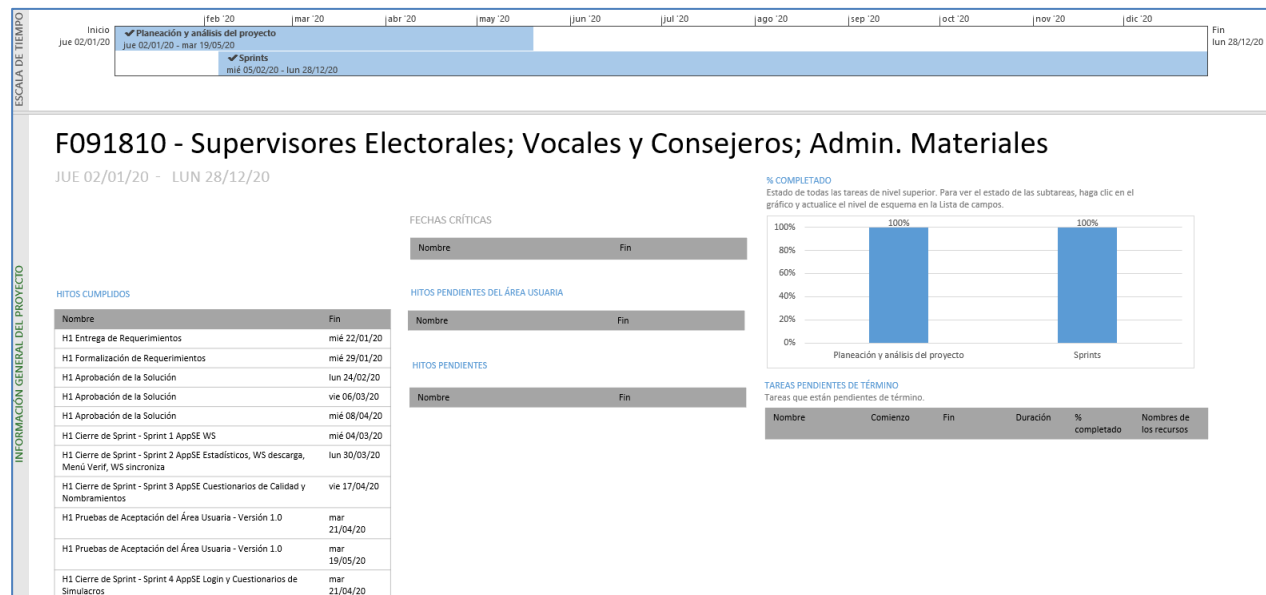 ESCALA DE TIEMPO
feb '20 mar '20 abr '20 may '20 jun '20 jul '20 ago '20 sep '20 oct '20 nov '20 dic '20
Inicio
jue 02/01/20
Planeación y análisis del proyecto
jue 02/01/20 - mar 19/05/20
Sprints
mié 05/02/20 - lun 28/12/20
Fin
lun 28/12/20
INFORMACIÓN GENERAL DEL PROYECTO
F091810 - Supervisores Electorales; Vocales y Consejeros; Admin. Materiales
JUE 02/01/20 - LUN 28/12/20
HITOS CUMPLIDOS
Nombre Fin
H1 Entrega de Requerimientos mié 22/01/20
H1 Formalización de Requerimientos mié 29/01/20
H1 Aprobación de la Solución lun 24/02/20
H1 Aprobación de la Solución vie 06/03/20
H1 Aprobación de la Solución mié 08/04/20
H1 Cierre de Sprint - Sprint 1 AppSE WS mié 04/03/20
H1 Cierre de Sprint - Sprint 2 AppSE Estadísticos, WS descarga, lun 30/03/20
Menú Verif, WS sincroniza
H1 Cierre de Sprint - Sprint 3 AppSE Cuestionarios de Calidad y vie 17/04/20
Nombramientos
H1 Pruebas de Aceptación del Área Usuaria - Versión 1.0 mar
21/04/20
H1 Pruebas de Aceptación del Área Usuaria - Versión 1.0 mar
19/05/20
H1 Cierre de Sprint - Sprint 4 AppSE Login y Cuestionarios de mar
Simulacros 21/04/20
FECHAS CRÍTICAS
Nombre Fin
HITOS PENDIENTES DEL ÁREA USUARIA
Nombre Fin
HITOS PENDIENTES
Nombre Fin
% COMPLETADO
Estado de todas las tareas de nivel superior. Para ver el estado de las subtareas, haga clic en el
gráfico y actualice el nivel de esquema en la Lista de campos.
100% 100%
100%
80%
60%
40%
20%
0%
Planeación y análisis del proyecto Sprints
TAREAS PENDIENTES DE TÉRMINO
Tareas que están pendientes de término.
Nombre Comienzo Fin Duración % Nombres de
completado los recursos